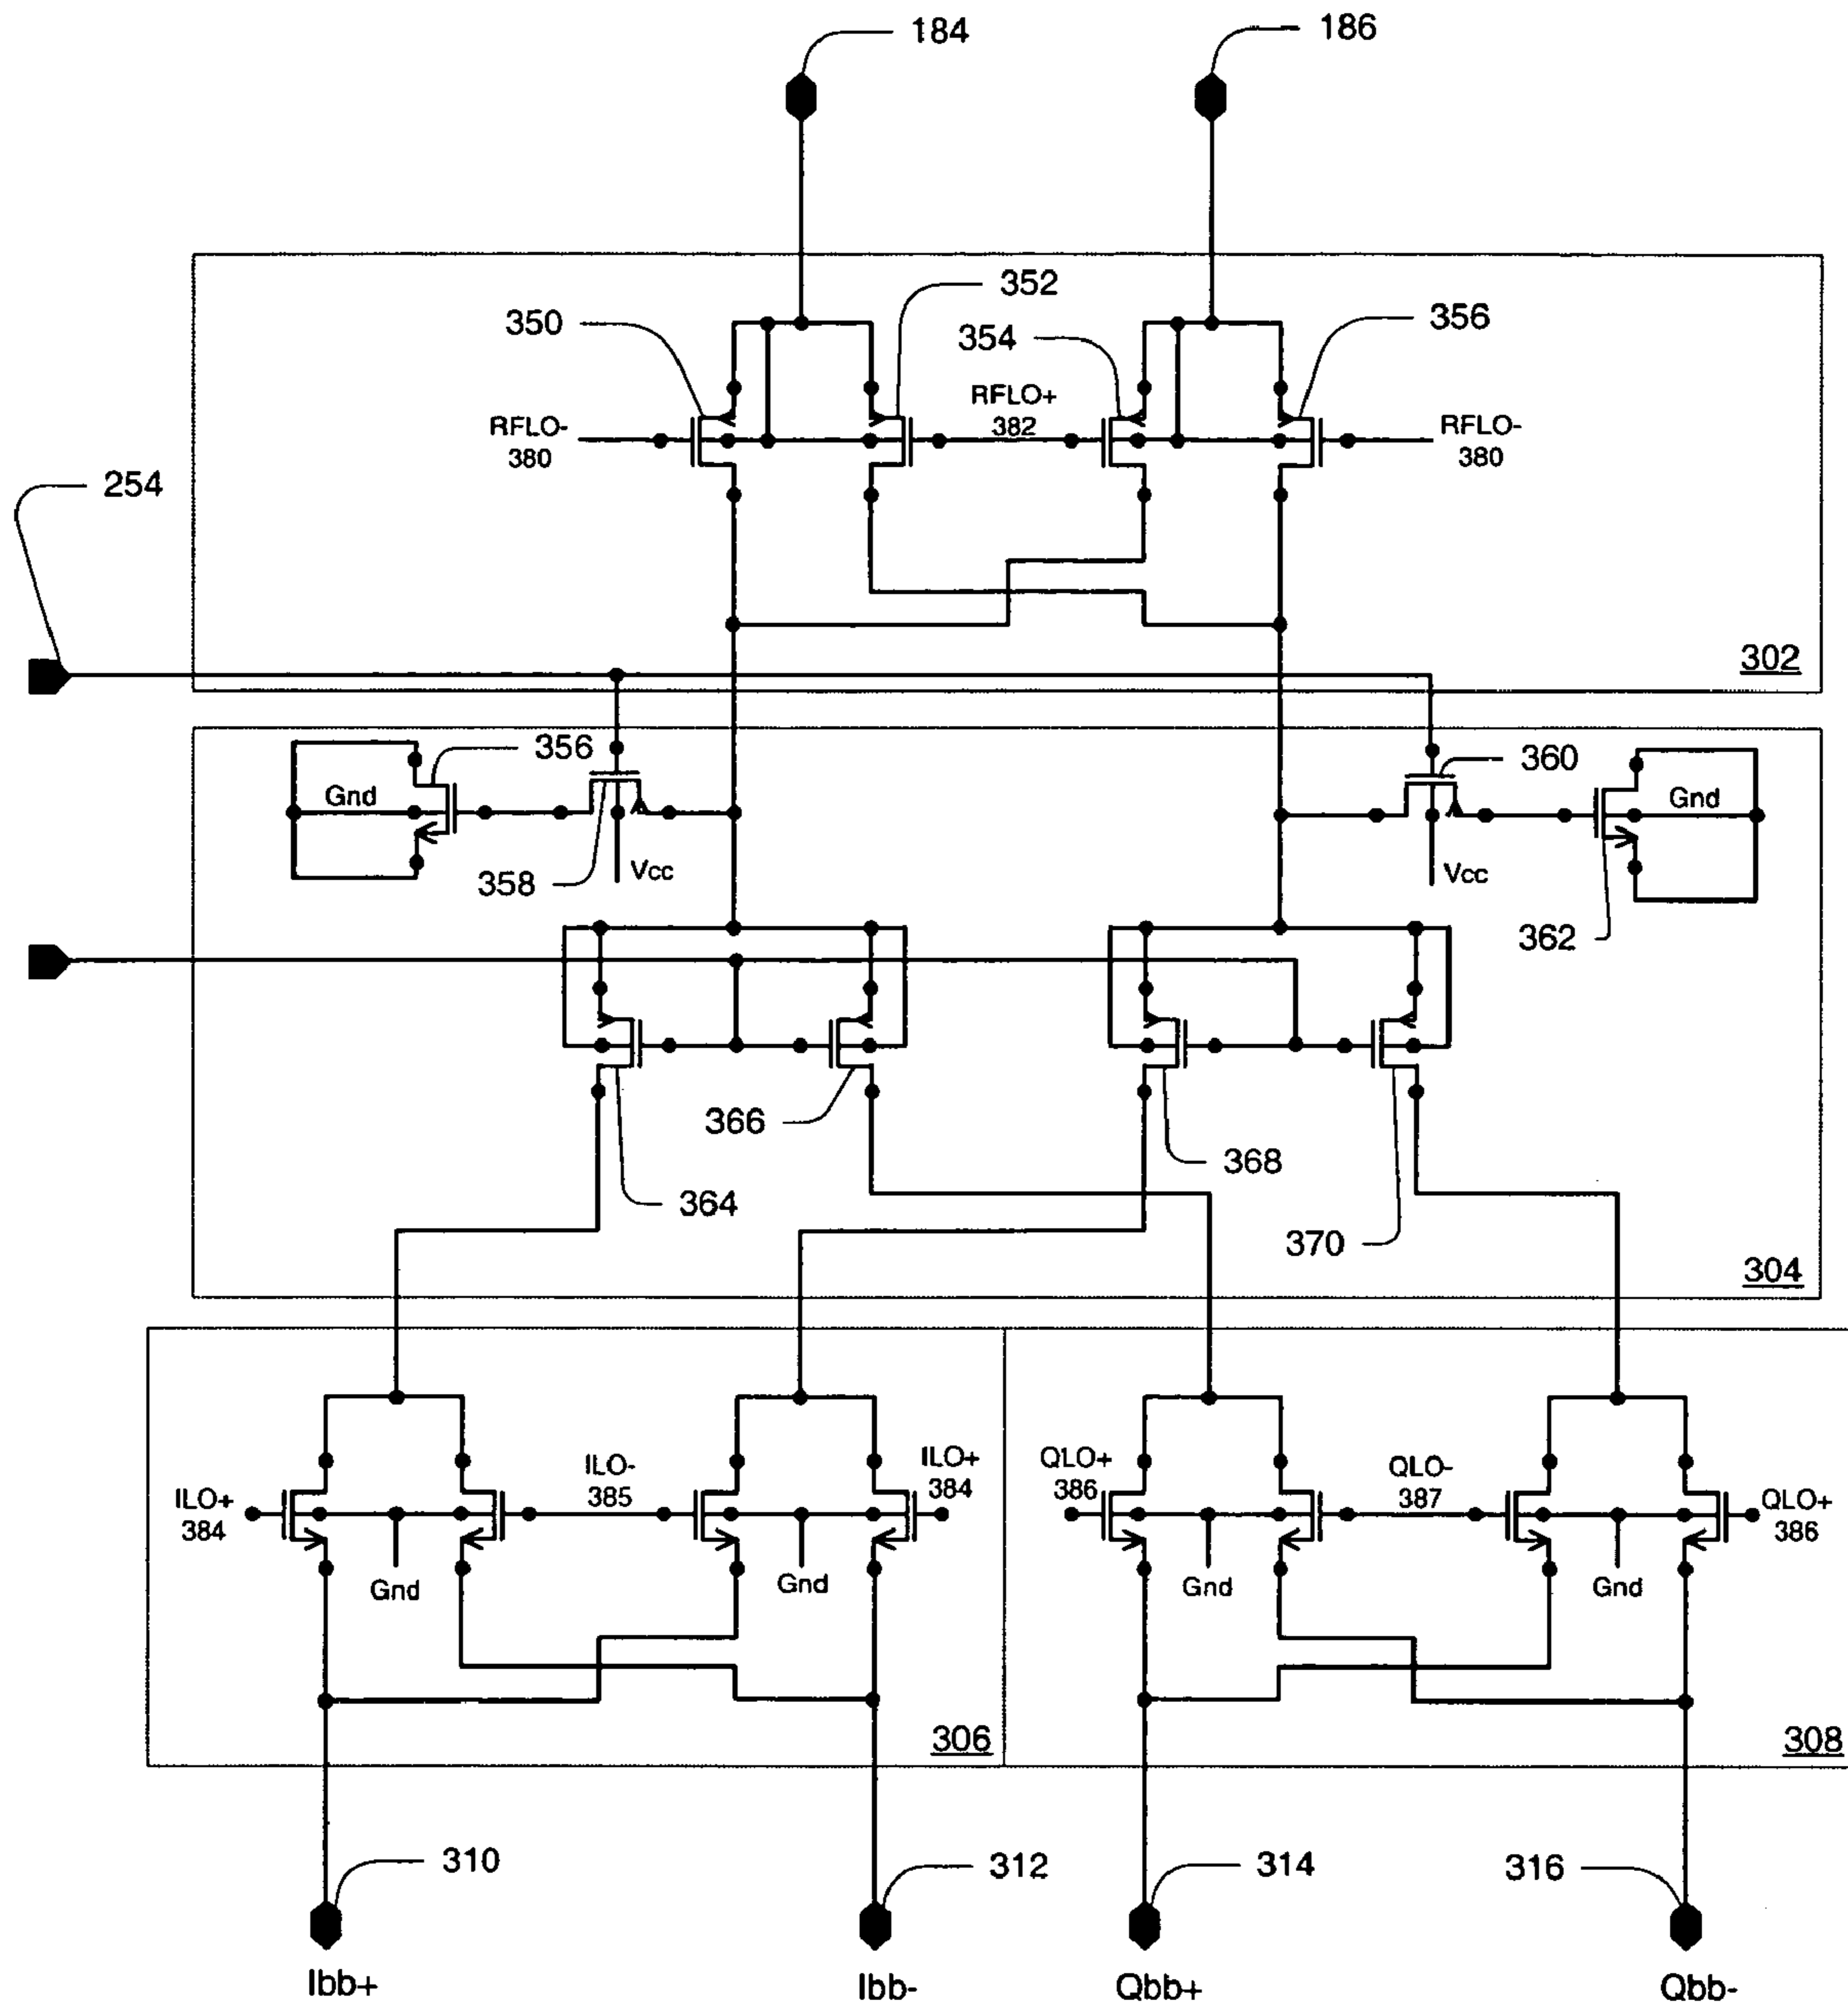 184
186
350
352
354
356
RFLO-
380
RFLO+
382
RFLO-
380
254
302
356
Gnd
358
Vcc
360
Gnd
Vcc
362
366
364
368
370
304
ILO+
384
ILO-
385
ILO+
384
QLO+
386
QLO-
387
QLO+
386
Gnd
Gnd
Gnd
Gnd
306
308
310
312
314
316
Ibb+
Ibb-
Qbb+
Qbb-